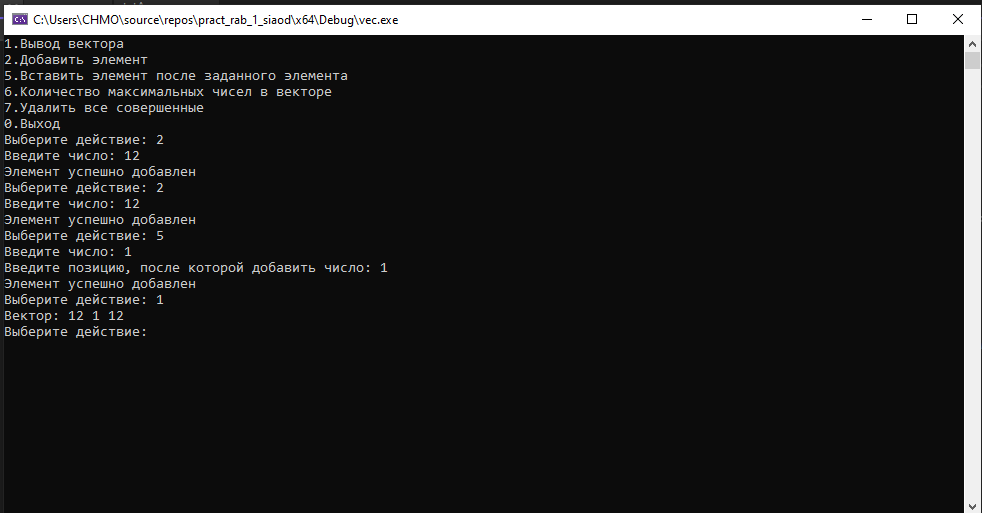 C:\Users\CHMO\source\repos\pract_rab_1_siaod\x64\Debug\vec.exe
1.Вывод вектора
2.Добавить элемент
5.Вставить элемент после заданного элемента
6.Количество максимальных чисел в векторе
7.Удалить все совершенные
0.Выход
Выберите действие: 2
Введите число: 12
Элемент успешно добавлен
Выберите действие: 2
Введите число: 12
Элемент успешно добавлен
Выберите действие: 5
Введите число: 1
Введите позицию, после которой добавить число: 1
Элемент успешно добавлен
Выберите действие: 1
Вектор: 12 1 12
Выберите действие: